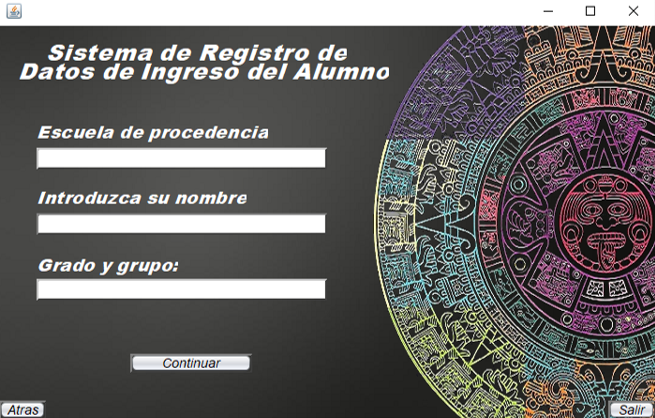 Sistema de Registro de
Datos de Ingreso del Alumno
Escuela de procedencia
Introduzca su nombre
Grado y grupo:
Continuar
Atras
Salir